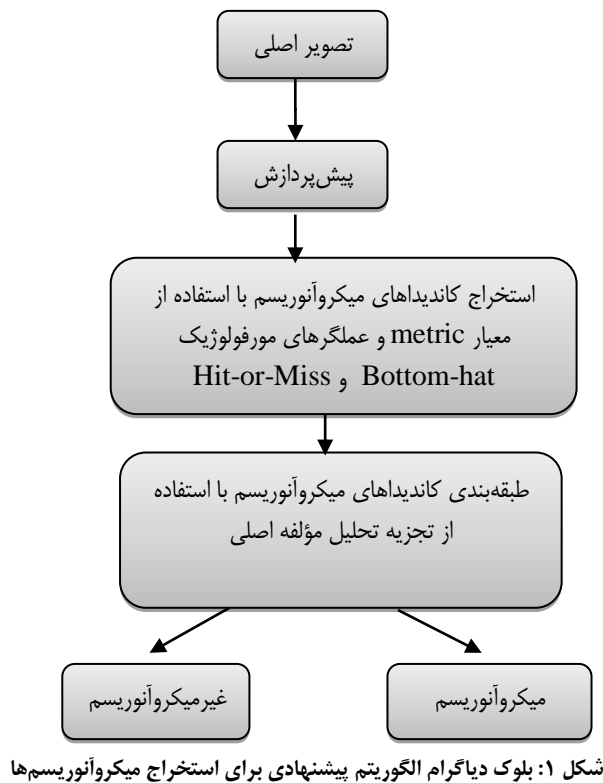 تصویر اصلی
پیش‌پردازش
استخراج کاندیداهای میکروآنوریسم با استفاده از
معیار metric و عملگرهای مورفولوژیک
Bottom-hat و Hit-or-Miss
طبقه‌بندی کاندیداهای میکروآنوریسم با استفاده
از تجزیه تحلیل مؤلفه اصلی
میکروآنوریسم
غیرمیکروآنوریسم
شکل ۱: بلوک دیاگرام الگوریتم پیشنهادی برای استخراج میکروآنوریسم‌ها